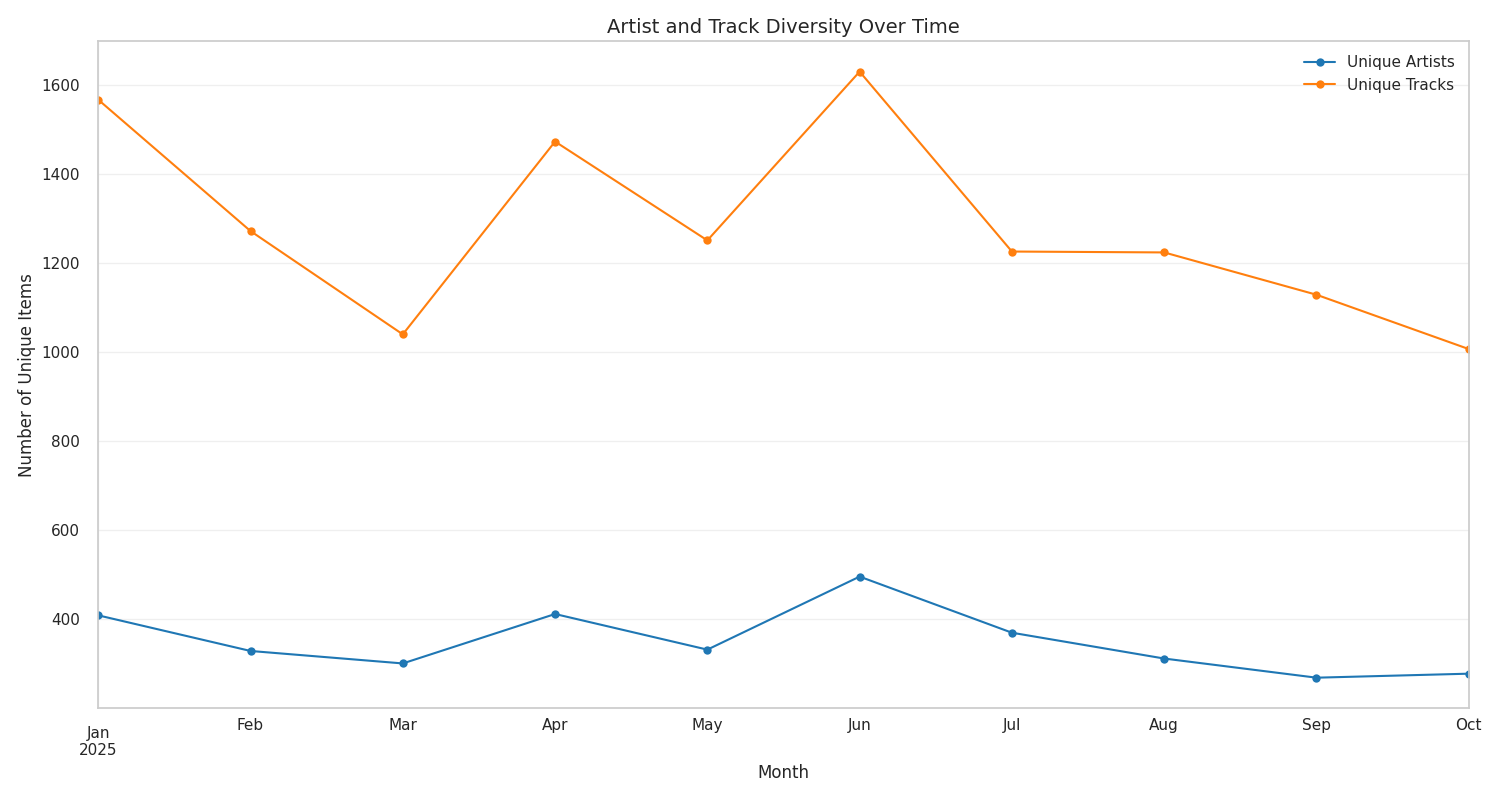 Artist and Track Diversity Over Time
Unique Artists
Unique Tracks
1600
1400
1200
1000
800
600
400
Number of Unique Items
Jan
2025
Feb
Mar
Apr
May
Jun
Jul
Aug
Sep
Oct
Month